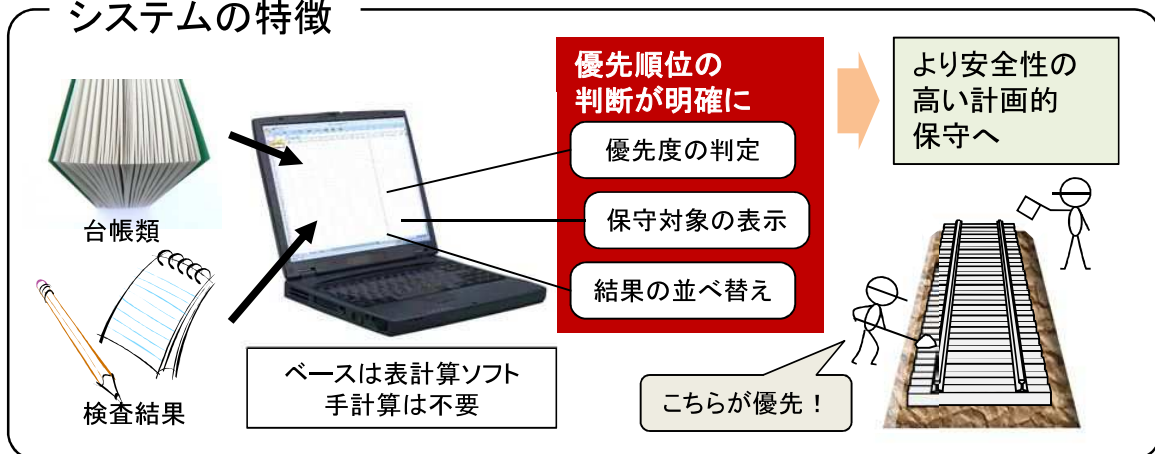 システムの特徴
台帳類
検査結果
ベースは表計算ソフト
手計算は不要
優先順位の
判断が明確に
優先度の判定
保守対象の表示
結果の並べ替え
より安全性の
高い計画的
保守へ
こちらが優先！